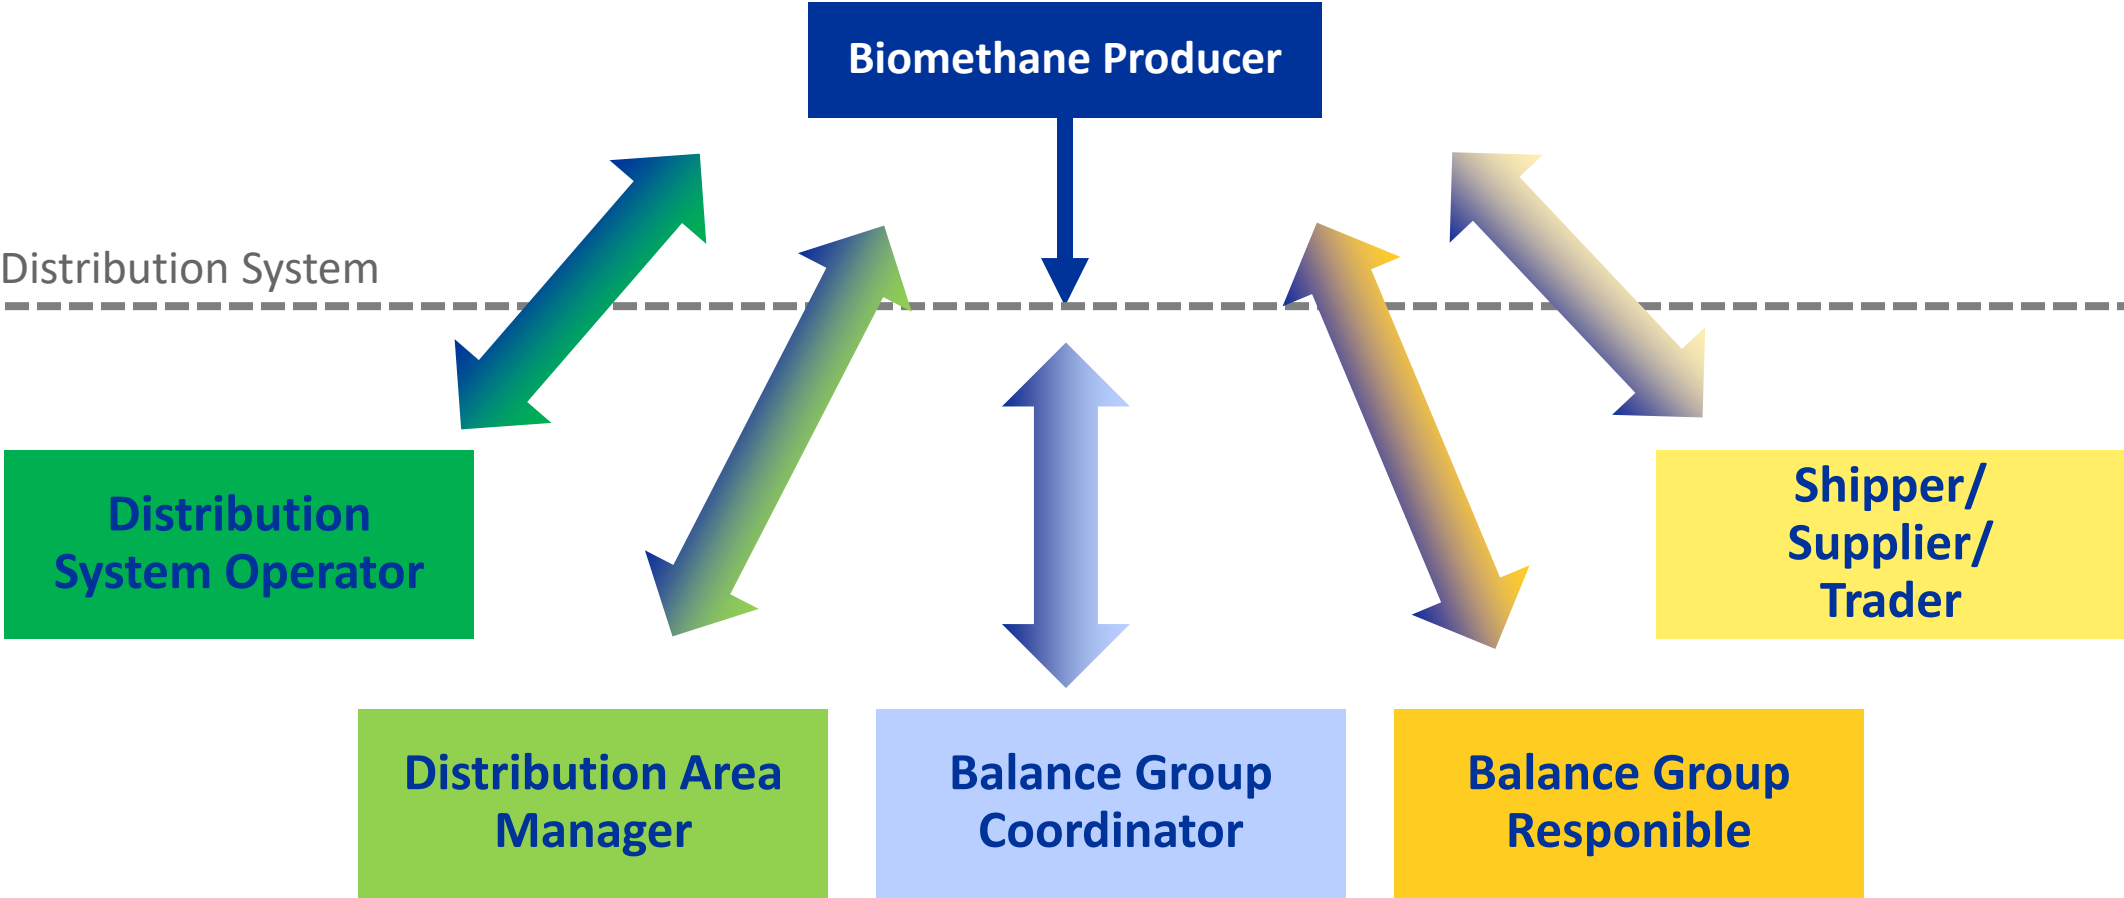 Biomethane Producer
Distribution System
Distribution
System Operator
Shipper/
Supplier/
Trader
Distribution Area
Manager
Balance Group
Coordinator
Balance Group
Responible